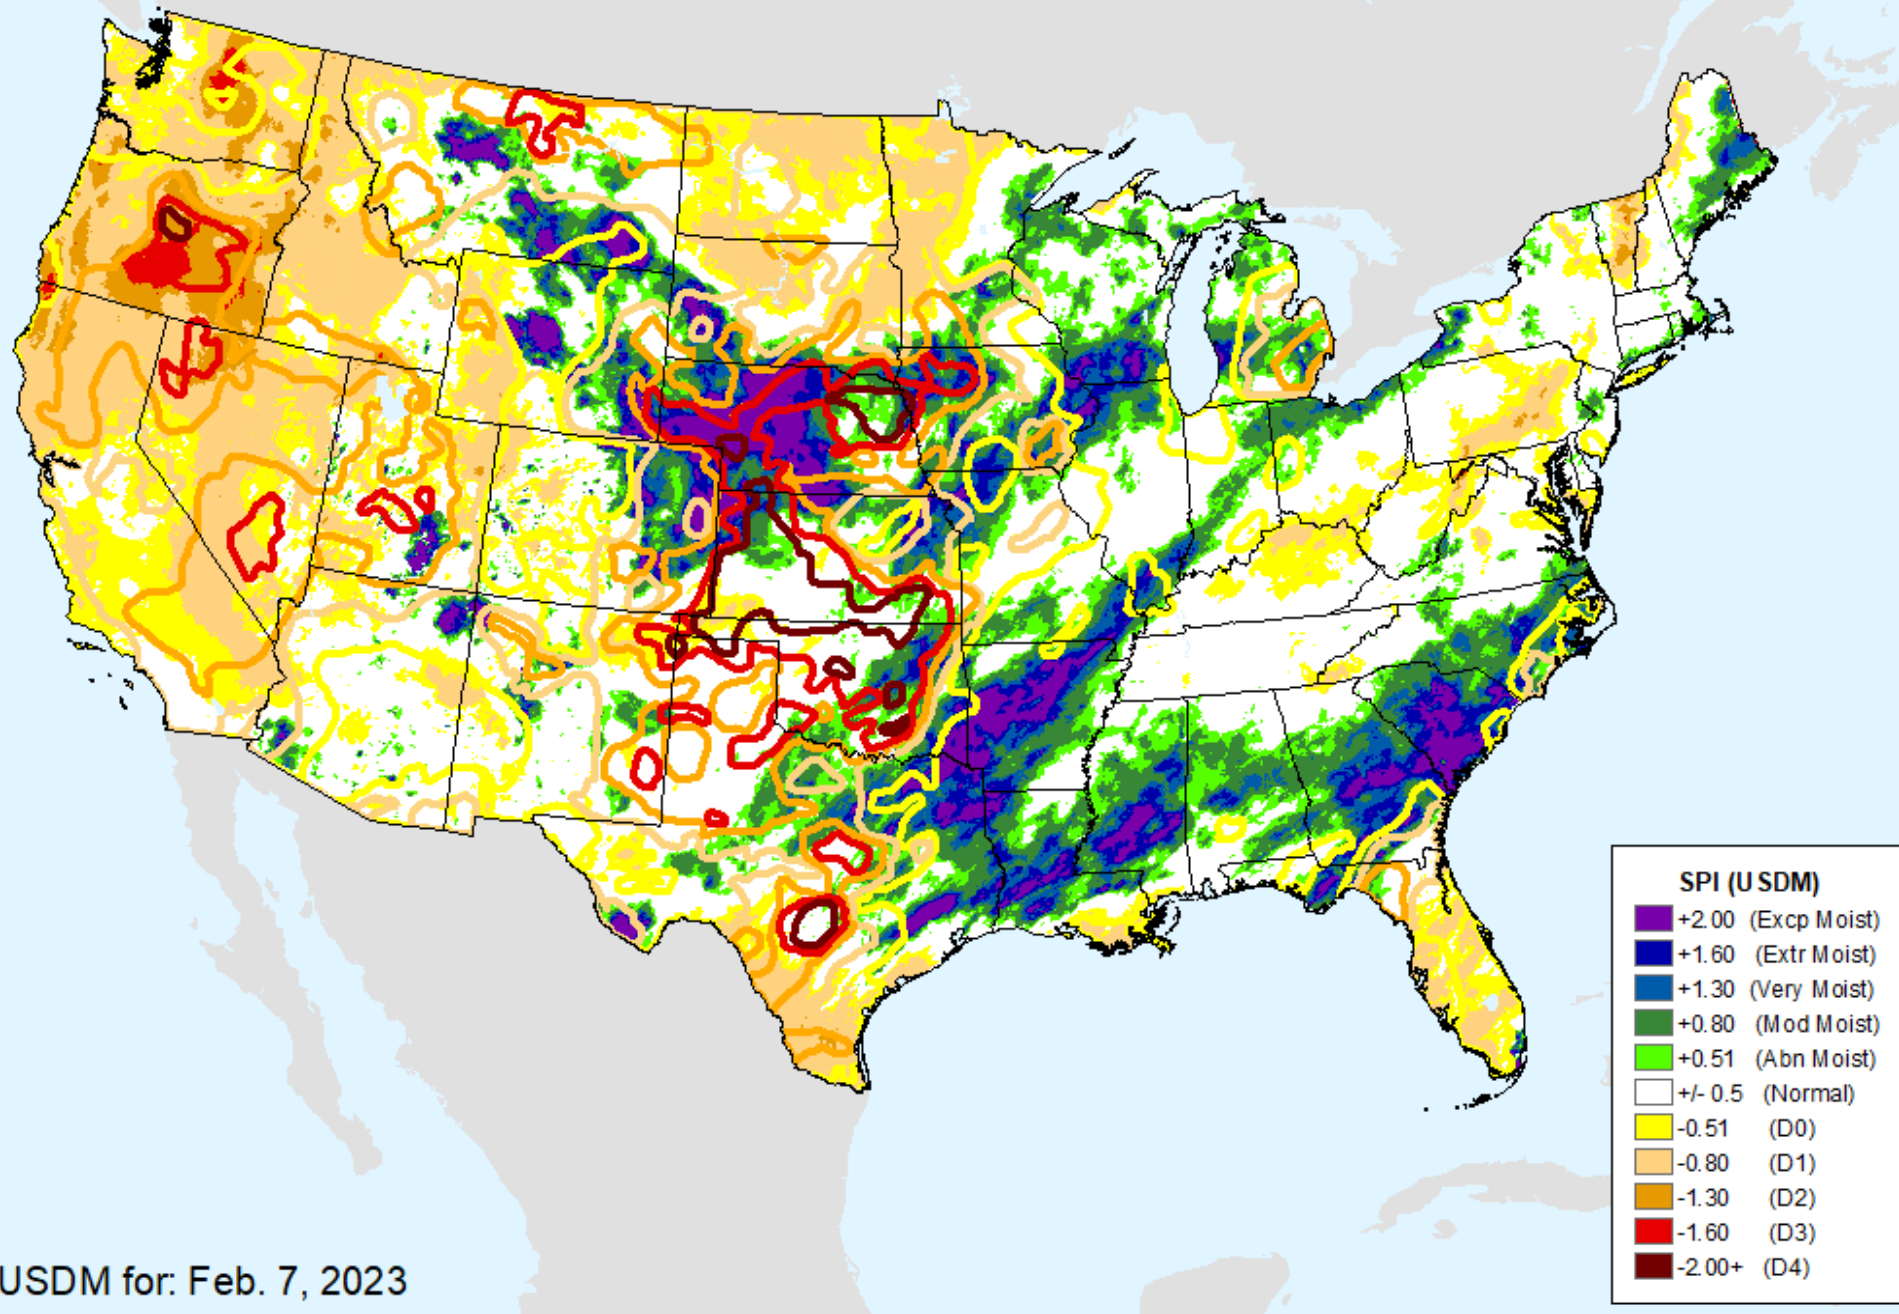 SPI (USDM)
+2.00 (Excp Moist)
+1.60 (Extr Moist)
+1.30 (Very Moist)
+0.80 (Mod Moist)
+0.51 (Abn Moist)
+/- 0.5 (Normal)
-0.51 (D0)
-0.80 (D1)
-1.30 (D2)
-1.60 (D3)
-2.00+ (D4)
USDM for: Feb. 7, 2023